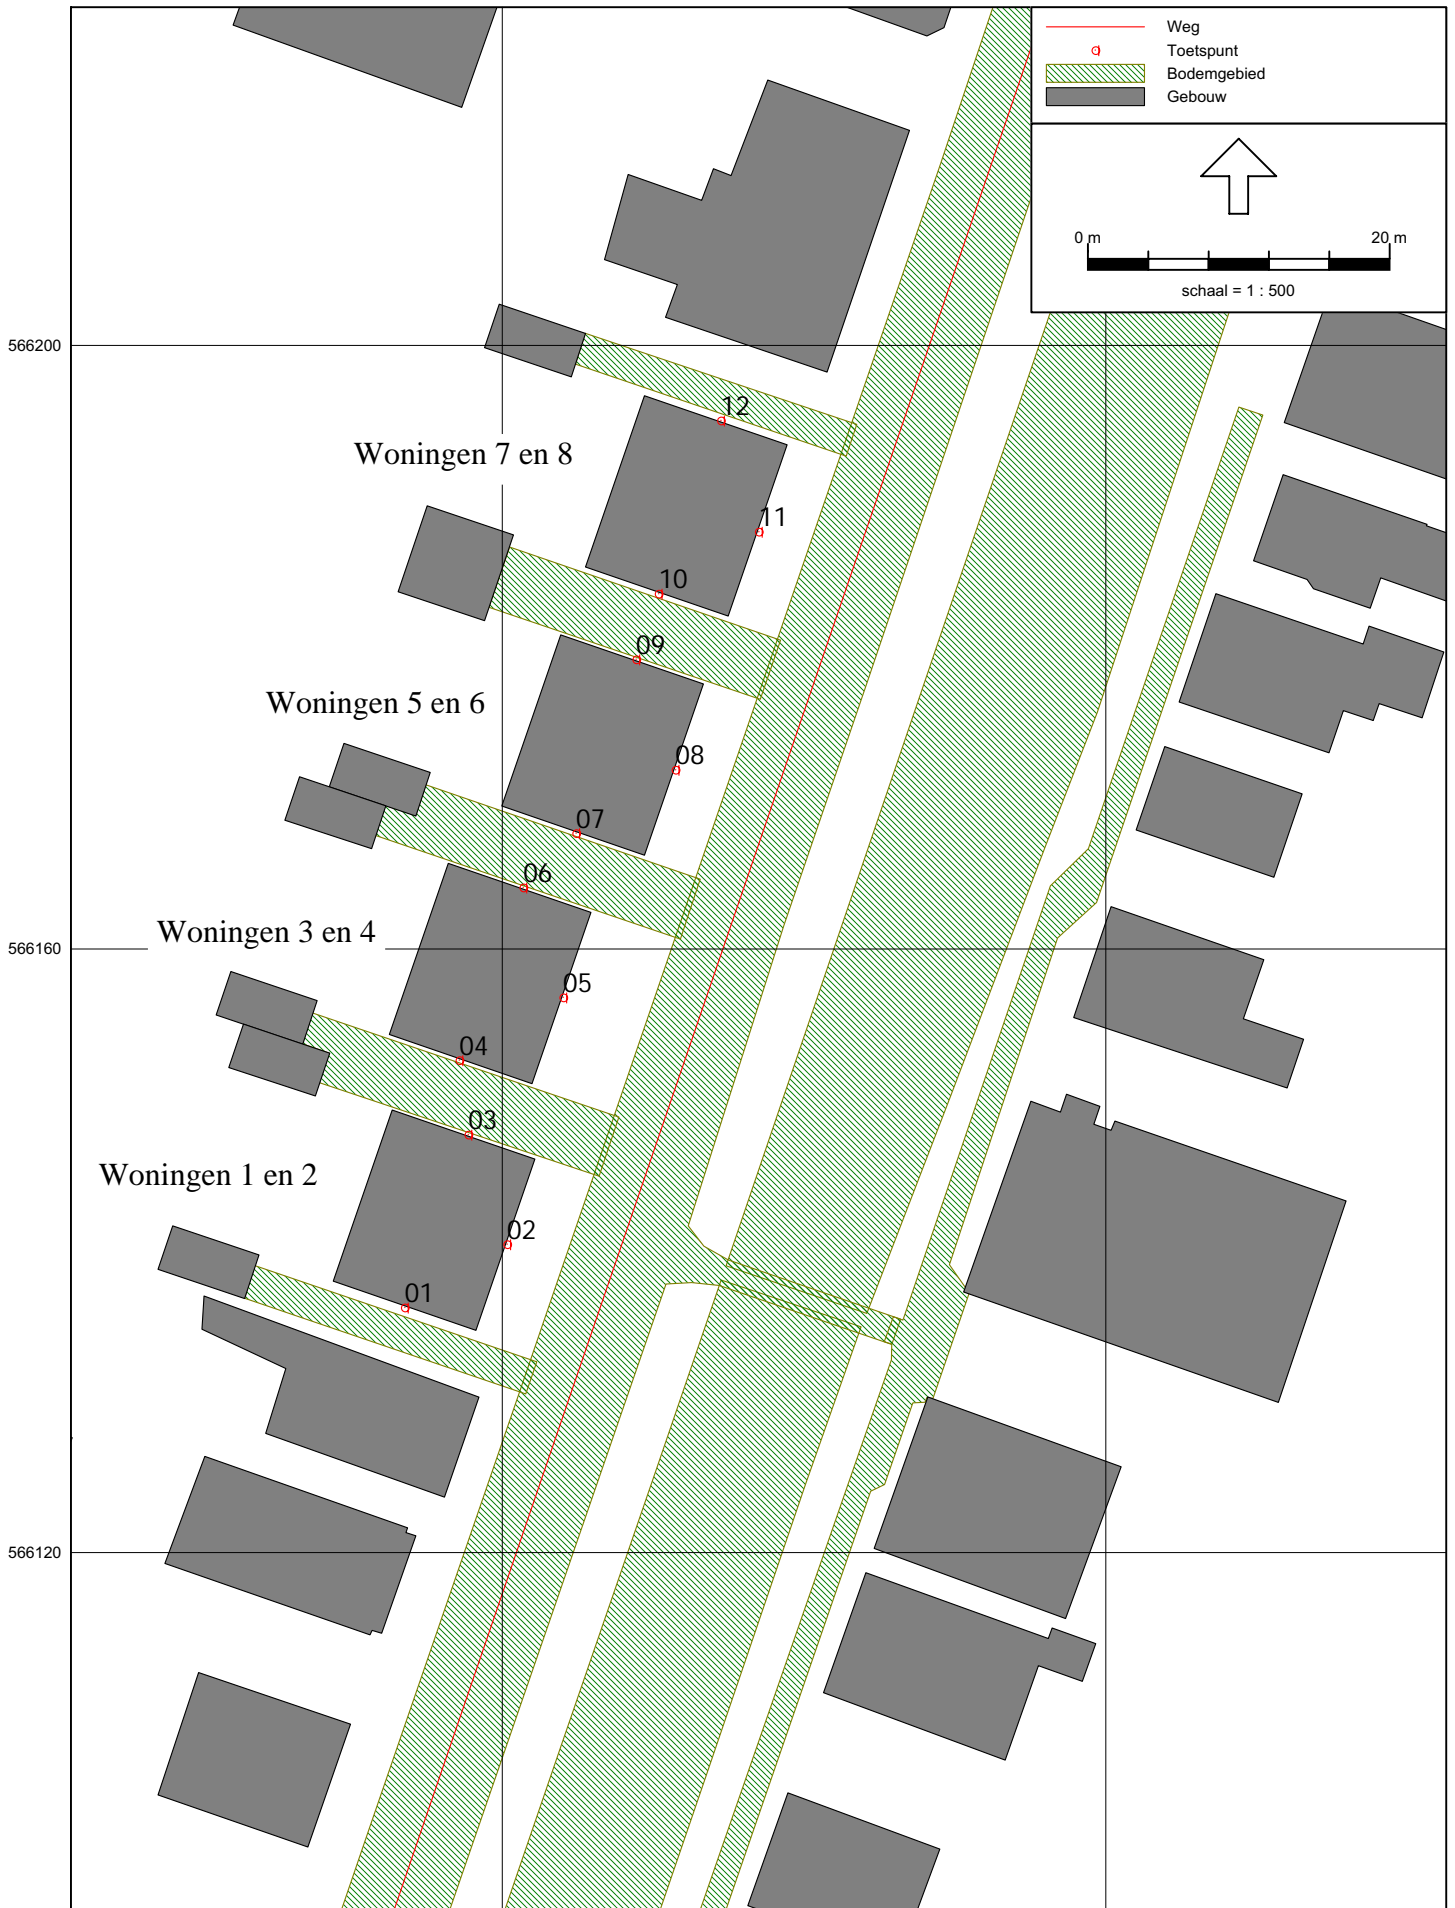 Weg
Toetspunt
Bodemgebied
Gebouw
0 m 20 m
schaal = 1 : 500
566200
12
Woningen 7 en 8
11
10
09
Woningen 5 en 6
08
07
06
Woningen 3 en 4
566160
05
04
03
Woningen 1 en 2
02
01
566120